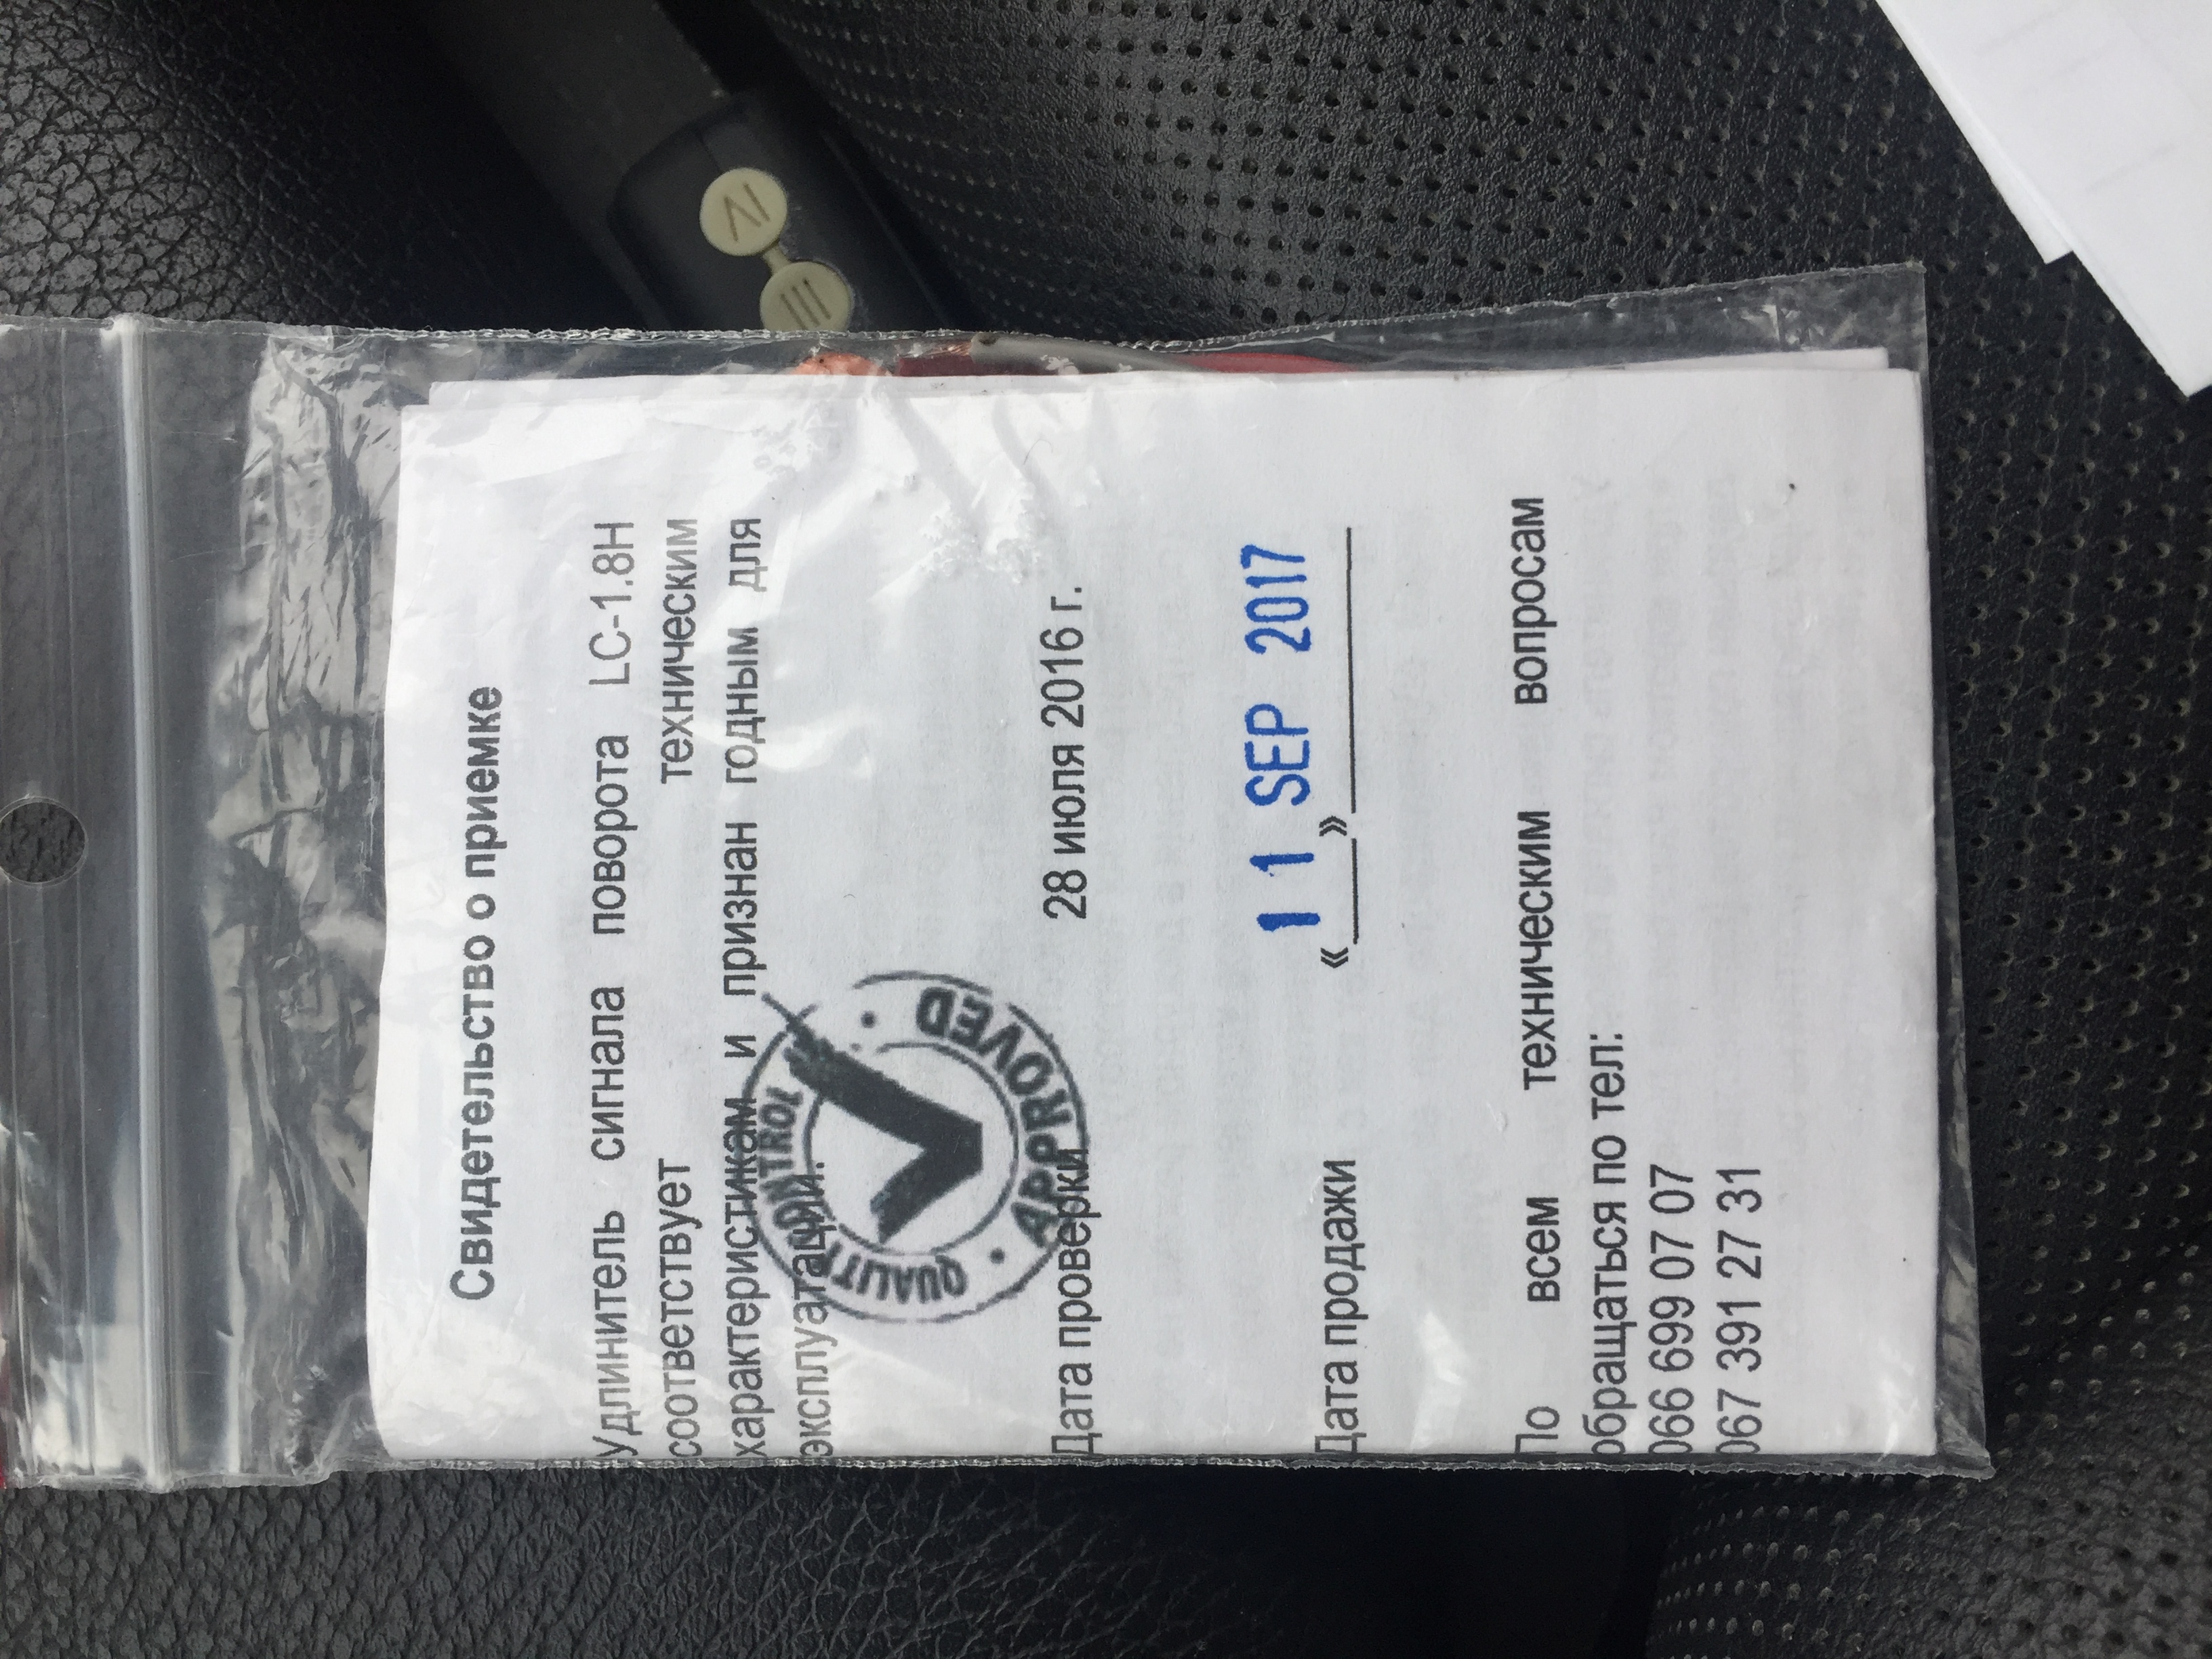 Свидетельство о приемке
Удлинитель сигнала поворота LC-1.8H
соответствует техническим
характеристикам и признан годным для
эксплуатации.
QUALITY CONTROL
APPROVED
Дата проверки 28 июля 2016 г.
11 SEP 2017
Дата продажи «___»__________
По всем техническим вопросам
обращаться по тел:
066 699 07 07
067 391 27 31